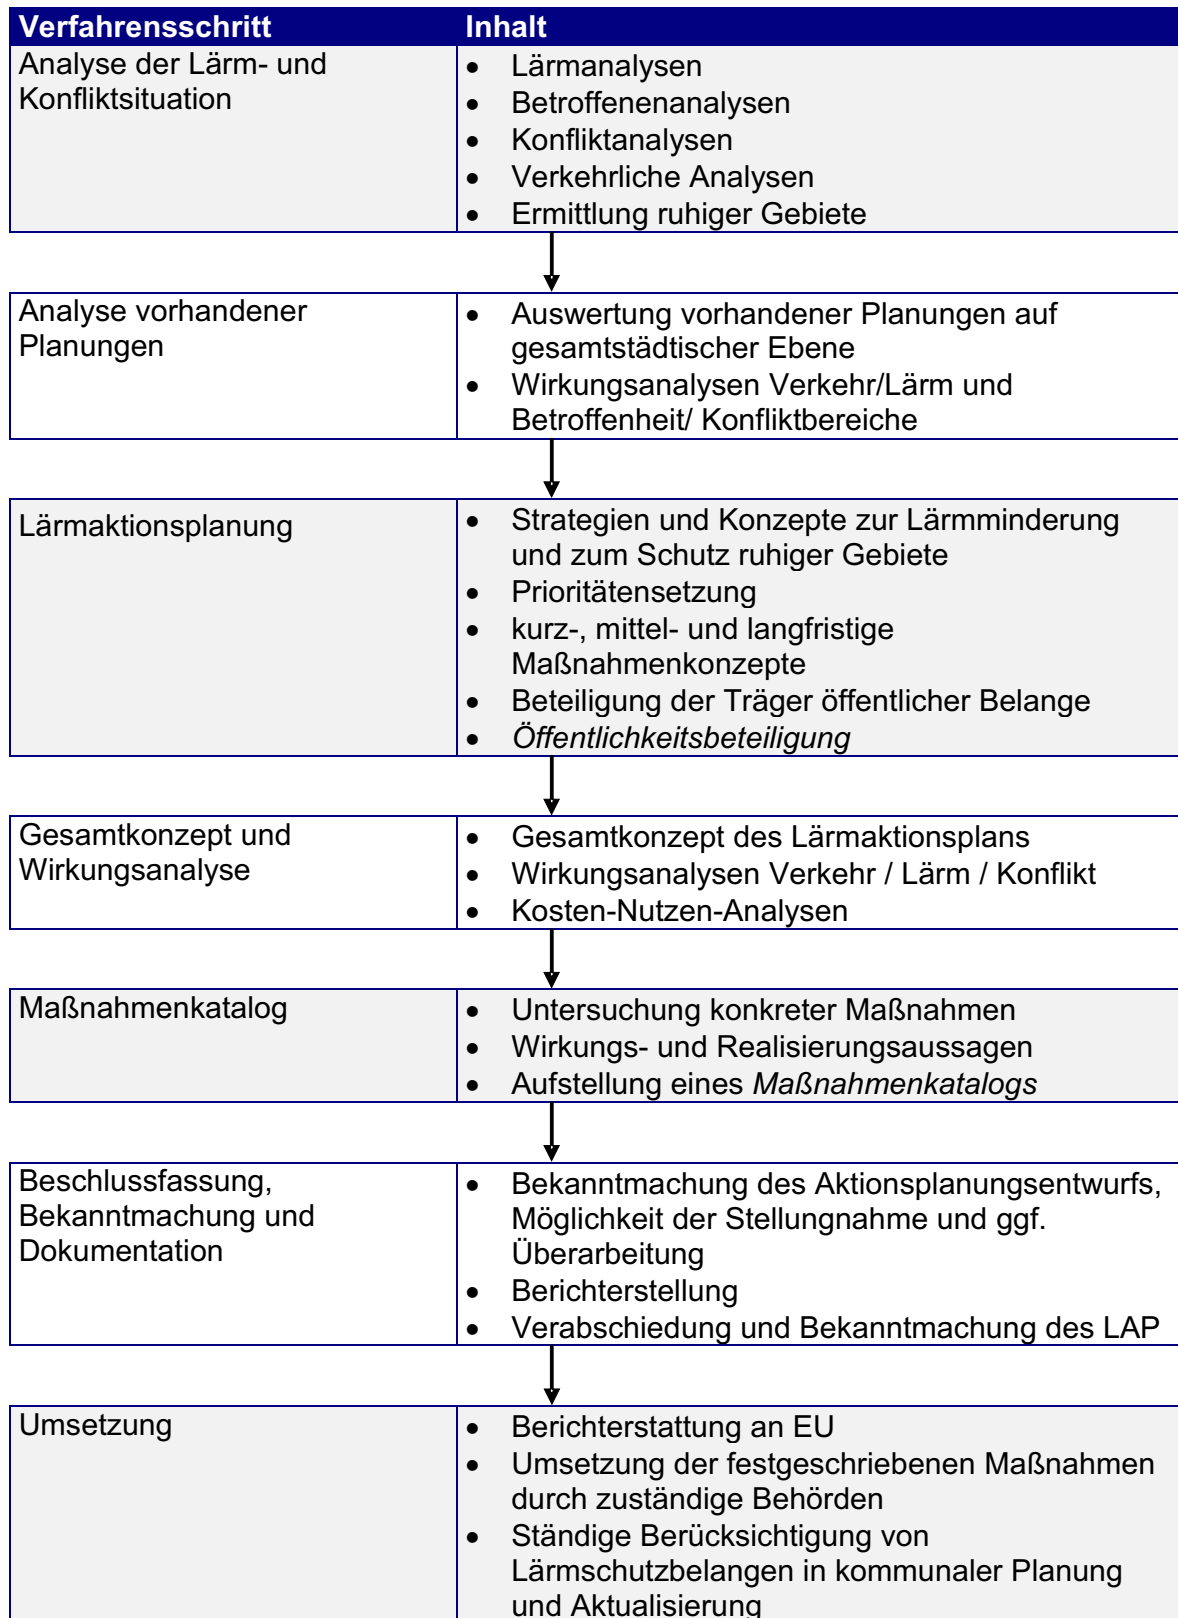 Verfahrensschritt Inhalt
Analyse der Lärm- und
Konfliktsituation
• Lärmanalysen
• Betroffenenanalysen
• Konfliktanalysen
• Verkehrliche Analysen
• Ermittlung ruhiger Gebiete
Analyse vorhandener
Planungen
• Auswertung vorhandener Planungen auf
gesamtstädtischer Ebene
• Wirkungsanalysen Verkehr/Lärm und
Betroffenheit/ Konfliktbereiche
Lärmaktionsplanung
• Strategien und Konzepte zur Lärmminderung
und zum Schutz ruhiger Gebiete
• Prioritätensetzung
• kurz-, mittel- und langfristige
Maßnahmenkonzepte
• Beteiligung der Träger öffentlicher Belange
• Öffentlichkeitsbeteiligung
Gesamtkonzept und
Wirkungsanalyse
• Gesamtkonzept des Lärmaktionsplans
• Wirkungsanalysen Verkehr / Lärm / Konflikt
• Kosten-Nutzen-Analysen
Maßnahmenkatalog
• Untersuchung konkreter Maßnahmen
• Wirkungs- und Realisierungsaussagen
• Aufstellung eines Maßnahmenkatalogs
Beschlussfassung,
Bekanntmachung und
Dokumentation
• Bekanntmachung des Aktionsplanungsentwurfs,
Möglichkeit der Stellungnahme und ggf.
Überarbeitung
• Berichterstellung
• Verabschiedung und Bekanntmachung des LAP
Umsetzung
• Berichterstattung an EU
• Umsetzung der festgeschriebenen Maßnahmen
durch zuständige Behörden
• Ständige Berücksichtigung von
Lärmschutzbelangen in kommunaler Planung
und Aktualisierung